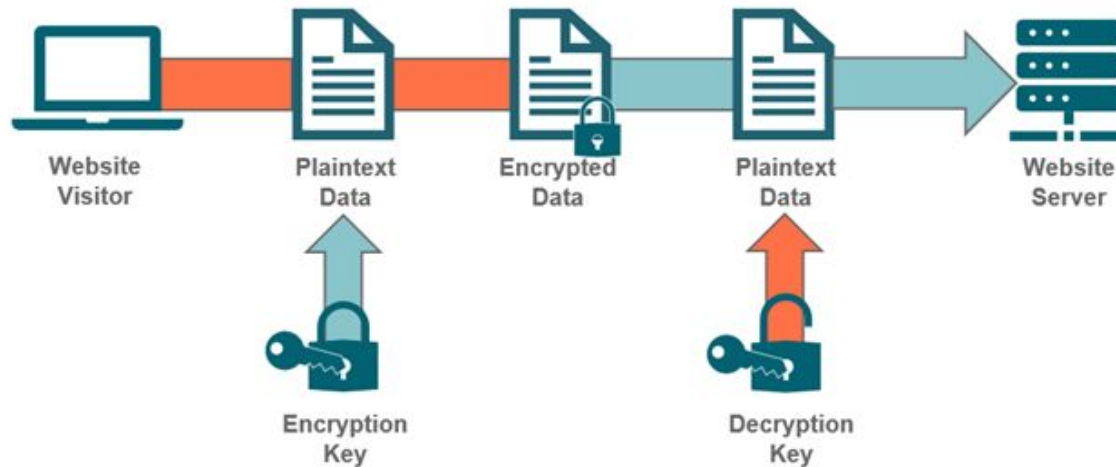 Website
Visitor
Plaintext
Data
Encrypted
Data
Plaintext
Data
Website
Server
Encryption
Key
Decryption
Key